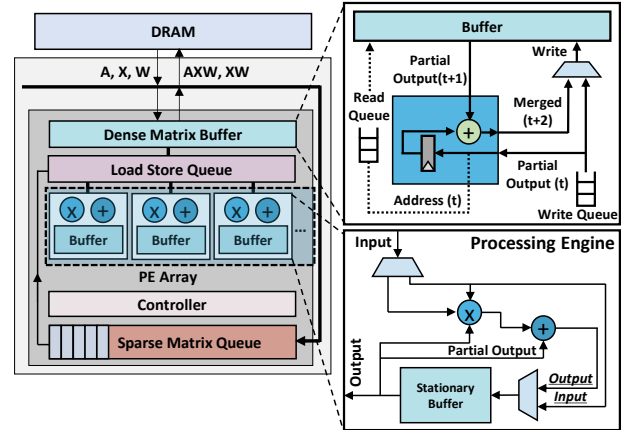 DRAM
A, X, W
AXW, XW
Dense Matrix Buffer
Load Store Queue
X + X + X +
Buffer Buffer Buffer ...
PE Array
Controller
Sparse Matrix Queue
Buffer
Partial
Output(t+1)
Write
Read
Queue
+
Merged
(t+2)
Partial
Output (t)
Address (t)
Write Queue
Input
Processing Engine
X
+
Partial Output
Output
Stationary
Buffer
Output
Input